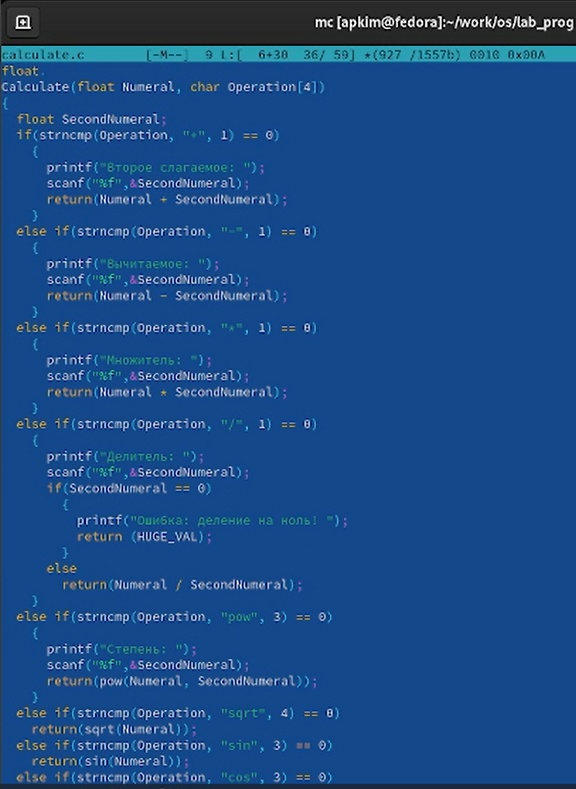 mc [apkim@fedora]:~/work/os/lab_prog
calculate.c [-M--] 9 L:[ 6+30 36/ 59] *(927 /1557b) 0010 0x00A
float.
Calculate(float Numeral, char Operation[4])
{
float SecondNumeral;
if(strncmp(Operation, "+", 1) == 0)
{
printf("Второе слагаемое: ");
scanf("%f",&SecondNumeral);
return(Numeral + SecondNumeral);
}
else if(strncmp(Operation, "-", 1) == 0)
{
printf("Вычитаемое: ");
scanf("%f",&SecondNumeral);
return(Numeral - SecondNumeral);
}
else if(strncmp(Operation, "*", 1) == 0)
{
printf("Множитель: ");
scanf("%f",&SecondNumeral);
return(Numeral * SecondNumeral);
}
else if(strncmp(Operation, "/", 1) == 0)
{
printf("Делитель: ");
scanf("%f",&SecondNumeral);
if(SecondNumeral == 0)
{
printf("Ошибка: деление на ноль! ");
return (HUGE_VAL);
}
else
return(Numeral / SecondNumeral);
}
else if(strncmp(Operation, "pow", 3) == 0)
{
printf("Степень: ");
scanf("%f",&SecondNumeral);
return(pow(Numeral, SecondNumeral));
}
else if(strncmp(Operation, "sqrt", 4) == 0)
return(sqrt(Numeral));
else if(strncmp(Operation, "sin", 3) == 0)
return(sin(Numeral));
else if(strncmp(Operation, "cos", 3) == 0)